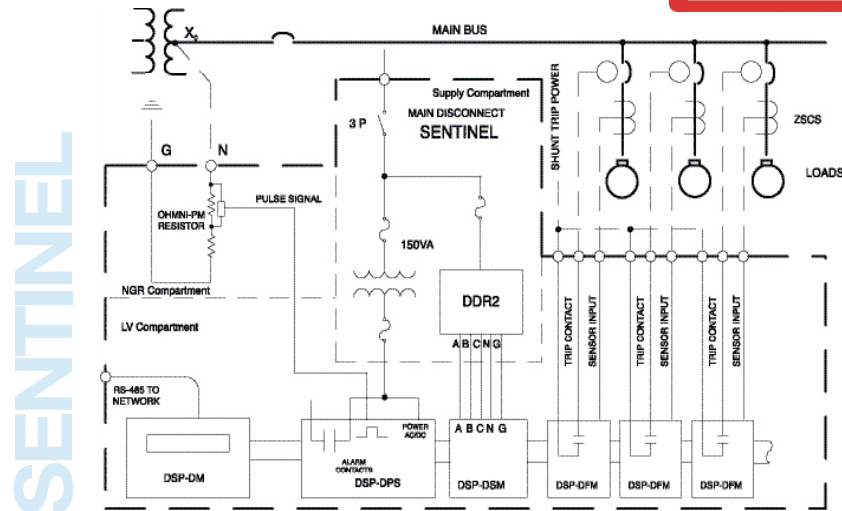 SENTINEL
X₀
MAIN BUS
Supply Compartment
MAIN DISCONNECT
SENTINEL
3 P
SHUNT TRIP POWER
ZSCS
LOADS
G
N
OHMNI-PM
RESISTOR
PULSE SIGNAL
150VA
DDR2
NGR Compartment
LV Compartment
A B C N G
TRIP CONTACT
SENSOR INPUT
TRIP CONTACT
SENSOR INPUT
TRIP CONTACT
SENSOR INPUT
RS-485 TO
NETWORK
POWER
AC/DC
A B C N G
ALARM
CONTACTS
DSP-DM
DSP-DPS
DSP-DSM
DSP-DFM
DSP-DFM
DSP-DFM